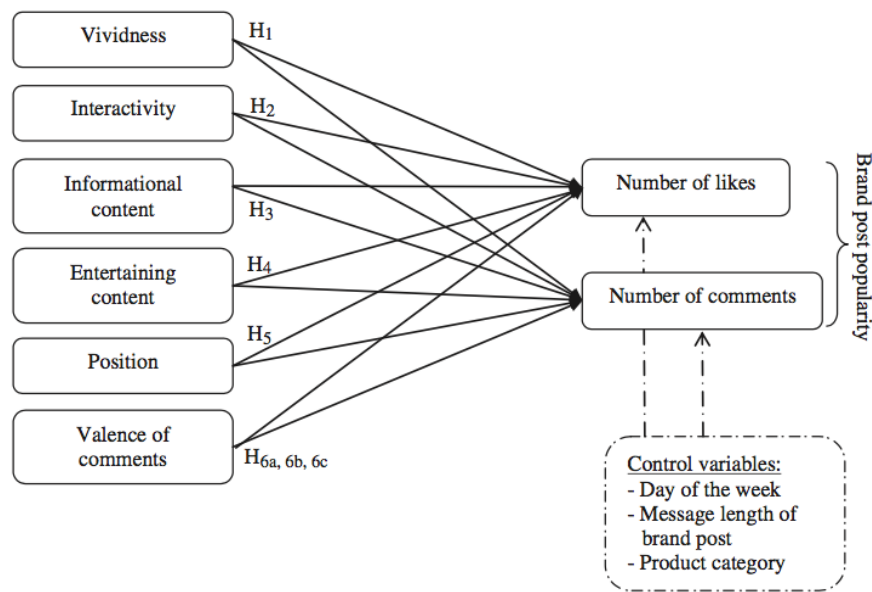 Vividness
H1
Interactivity
H2
Informational
content
H3
Entertaining
content
H4
Position
H5
Valence of
comments
H6a, 6b, 6c
Number of likes
Number of comments
Brand post popularity
Control variables:
- Day of the week
- Message length of
brand post
- Product category